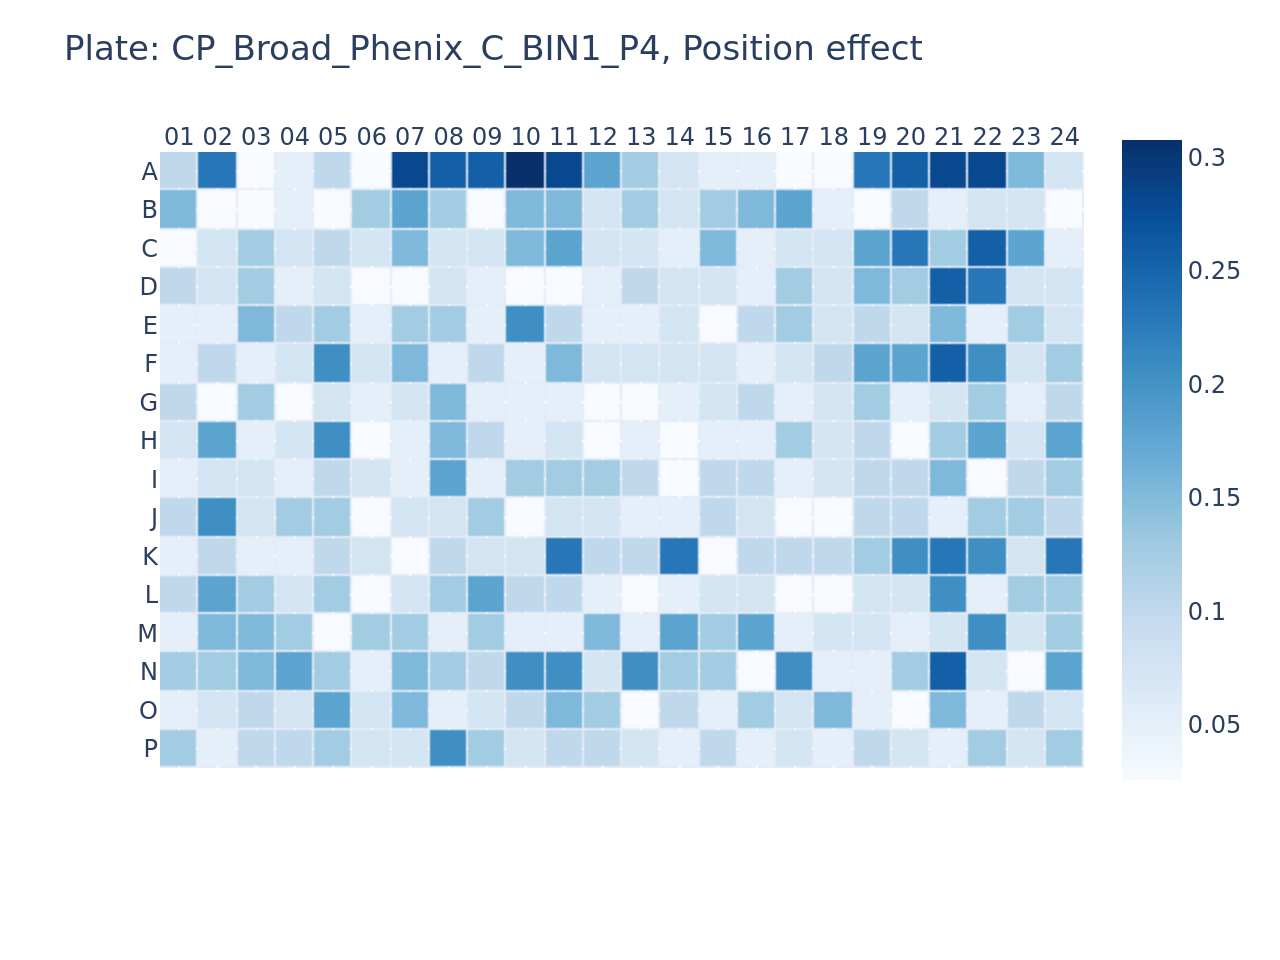 Plate: CP_Broad_Phenix_C_BIN1_P4, Position effect
01 02 03 04 05 06 07 08 09 10 11 12 13 14 15 16 17 18 19 20 21 22 23 24
A
B
C
D
E
F
G
H
I
J
K
L
M
N
O
P
0.3
0.25
0.2
0.15
0.1
0.05